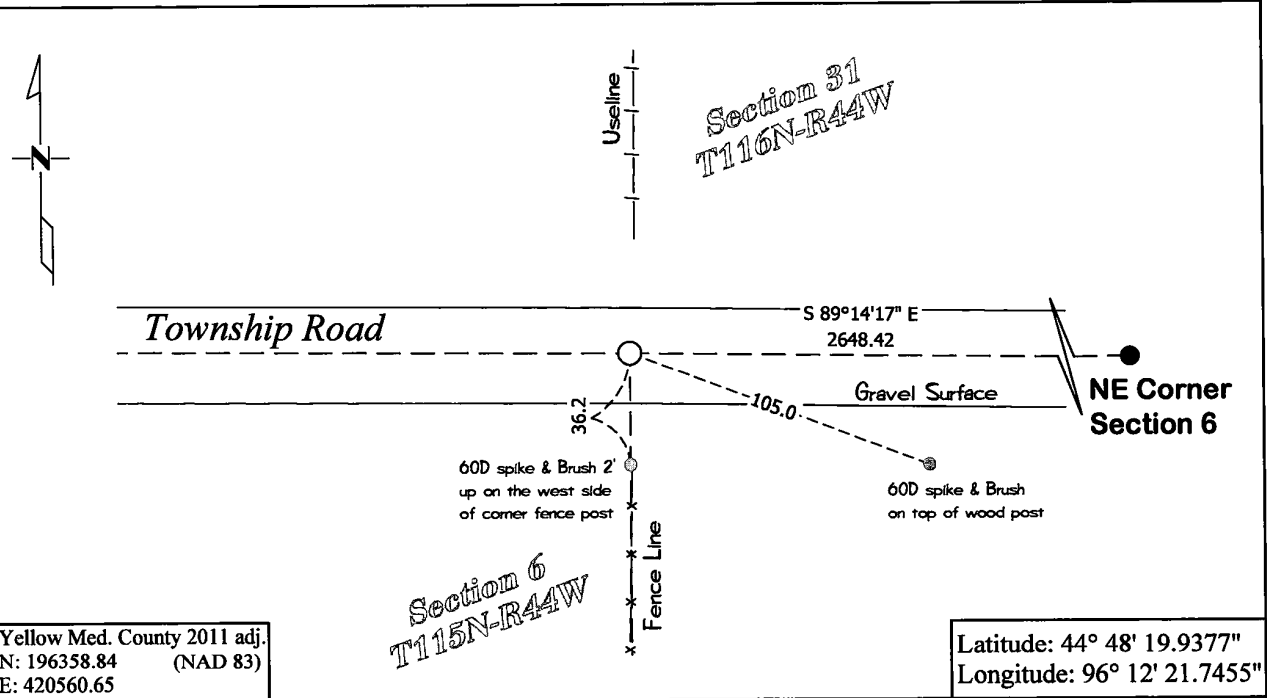 N
Useline
Section 31
T116N-R44W
Township Road
S 89°14'17" E
2648.42
NE Corner
Section 6
Gravel Surface
36.2
105.0
60D spike & Brush 2'
up on the west side
of corner fence post
60D spike & Brush
on top of wood post
Fence Line
Section 6
T115N-R44W
Yellow Med. County 2011 adj.
N: 196358.84 (NAD 83)
E: 420560.65
Latitude: 44° 48' 19.9377"
Longitude: 96° 12' 21.7455"